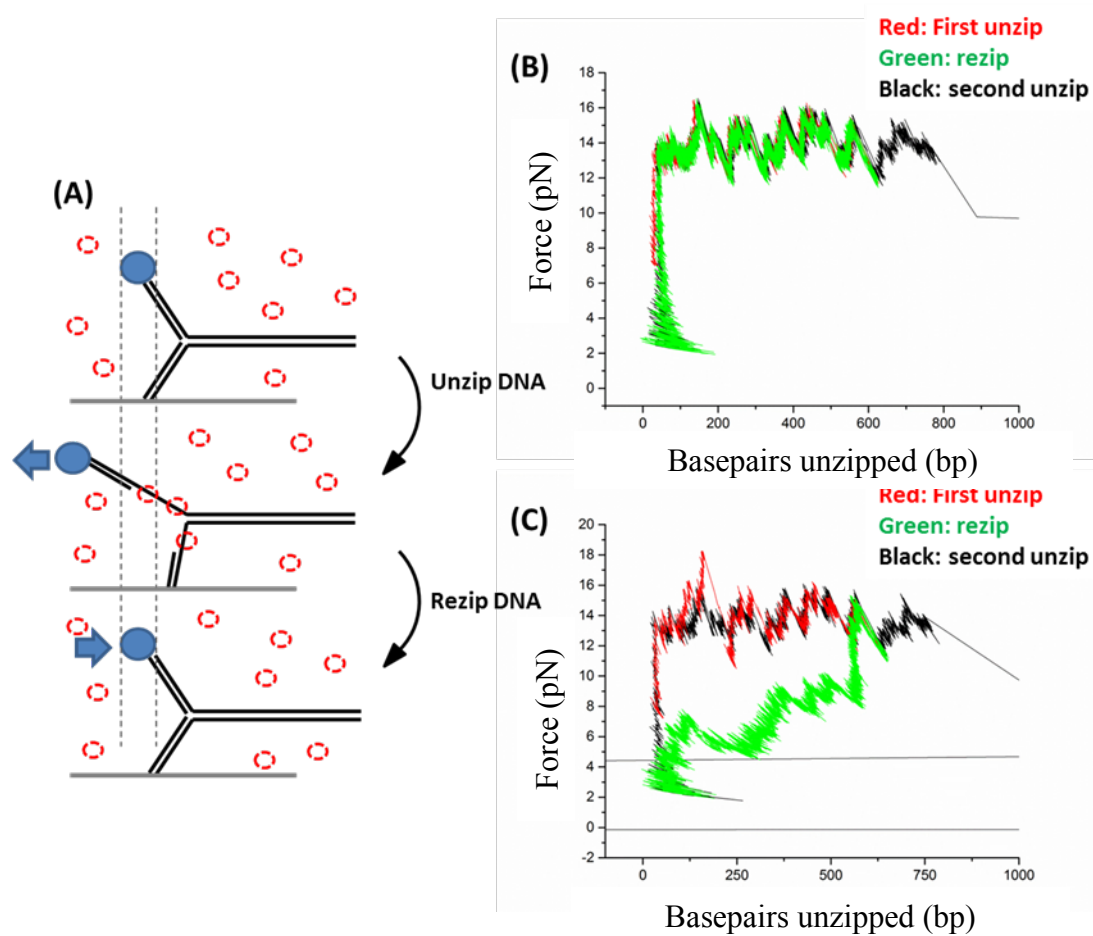 (A)
Unzip DNA
Rezip DNA
Red: First unzip
Green: rezip
Black: second unzip
(B)
Force (pN)
18
16
14
12
10
8
6
4
2
0
0 200 400 600 800 1000
Basepairs unzipped (bp)
Red: First unzip
Green: rezip
Black: second unzip
(C)
Force (pN)
20
18
16
14
12
10
8
6
4
2
0
-2
0 250 500 750 1000
Basepairs unzipped (bp)